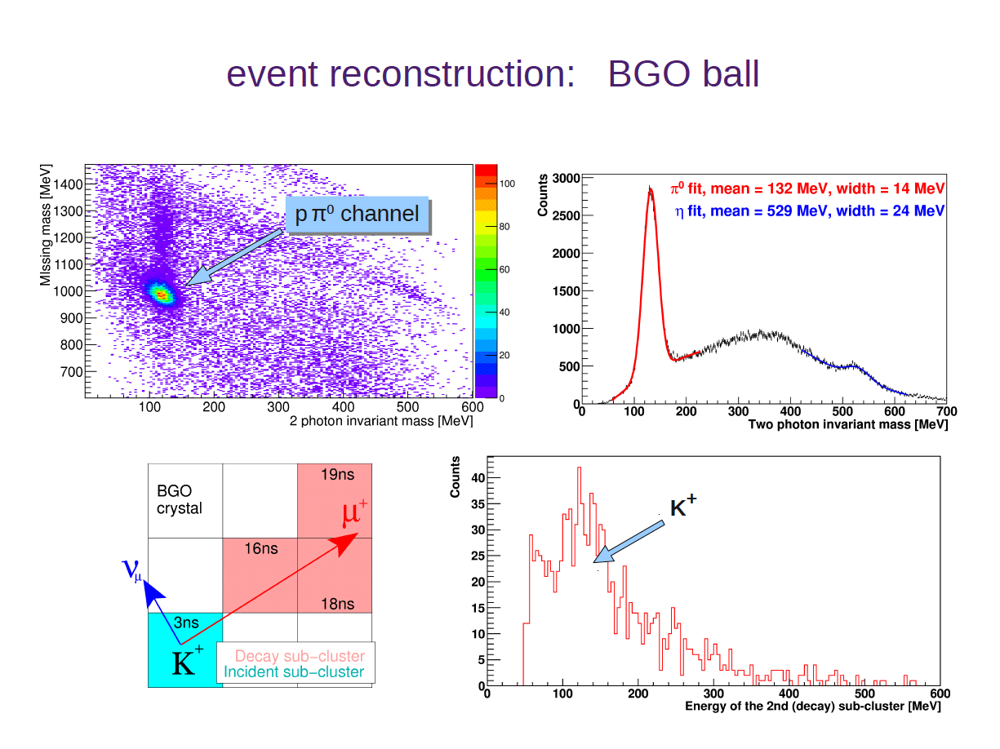 event reconstruction: BGO ball
MIssing mass [MeV]
1400
1300
1200
1100
1000
900
800
700
100
200
300
400
500
600
2 photon invariant mass [MeV]
100
80
60
40
20
0
p π⁰ channel
Counts
3000
2500
2000
1500
1000
500
0
0
100
200
300
400
500
600
700
Two photon invariant mass [MeV]
π⁰ fit, mean = 132 MeV, width = 14 MeV
η fit, mean = 529 MeV, width = 24 MeV
BGO
crystal
19ns
μ⁺
16ns
νμ
18ns
3ns
K⁺
Decay sub-cluster
Incident sub-cluster
Counts
40
35
30
25
20
15
10
5
0
0
100
200
300
400
500
600
Energy of the 2nd (decay) sub-cluster [MeV]
K⁺